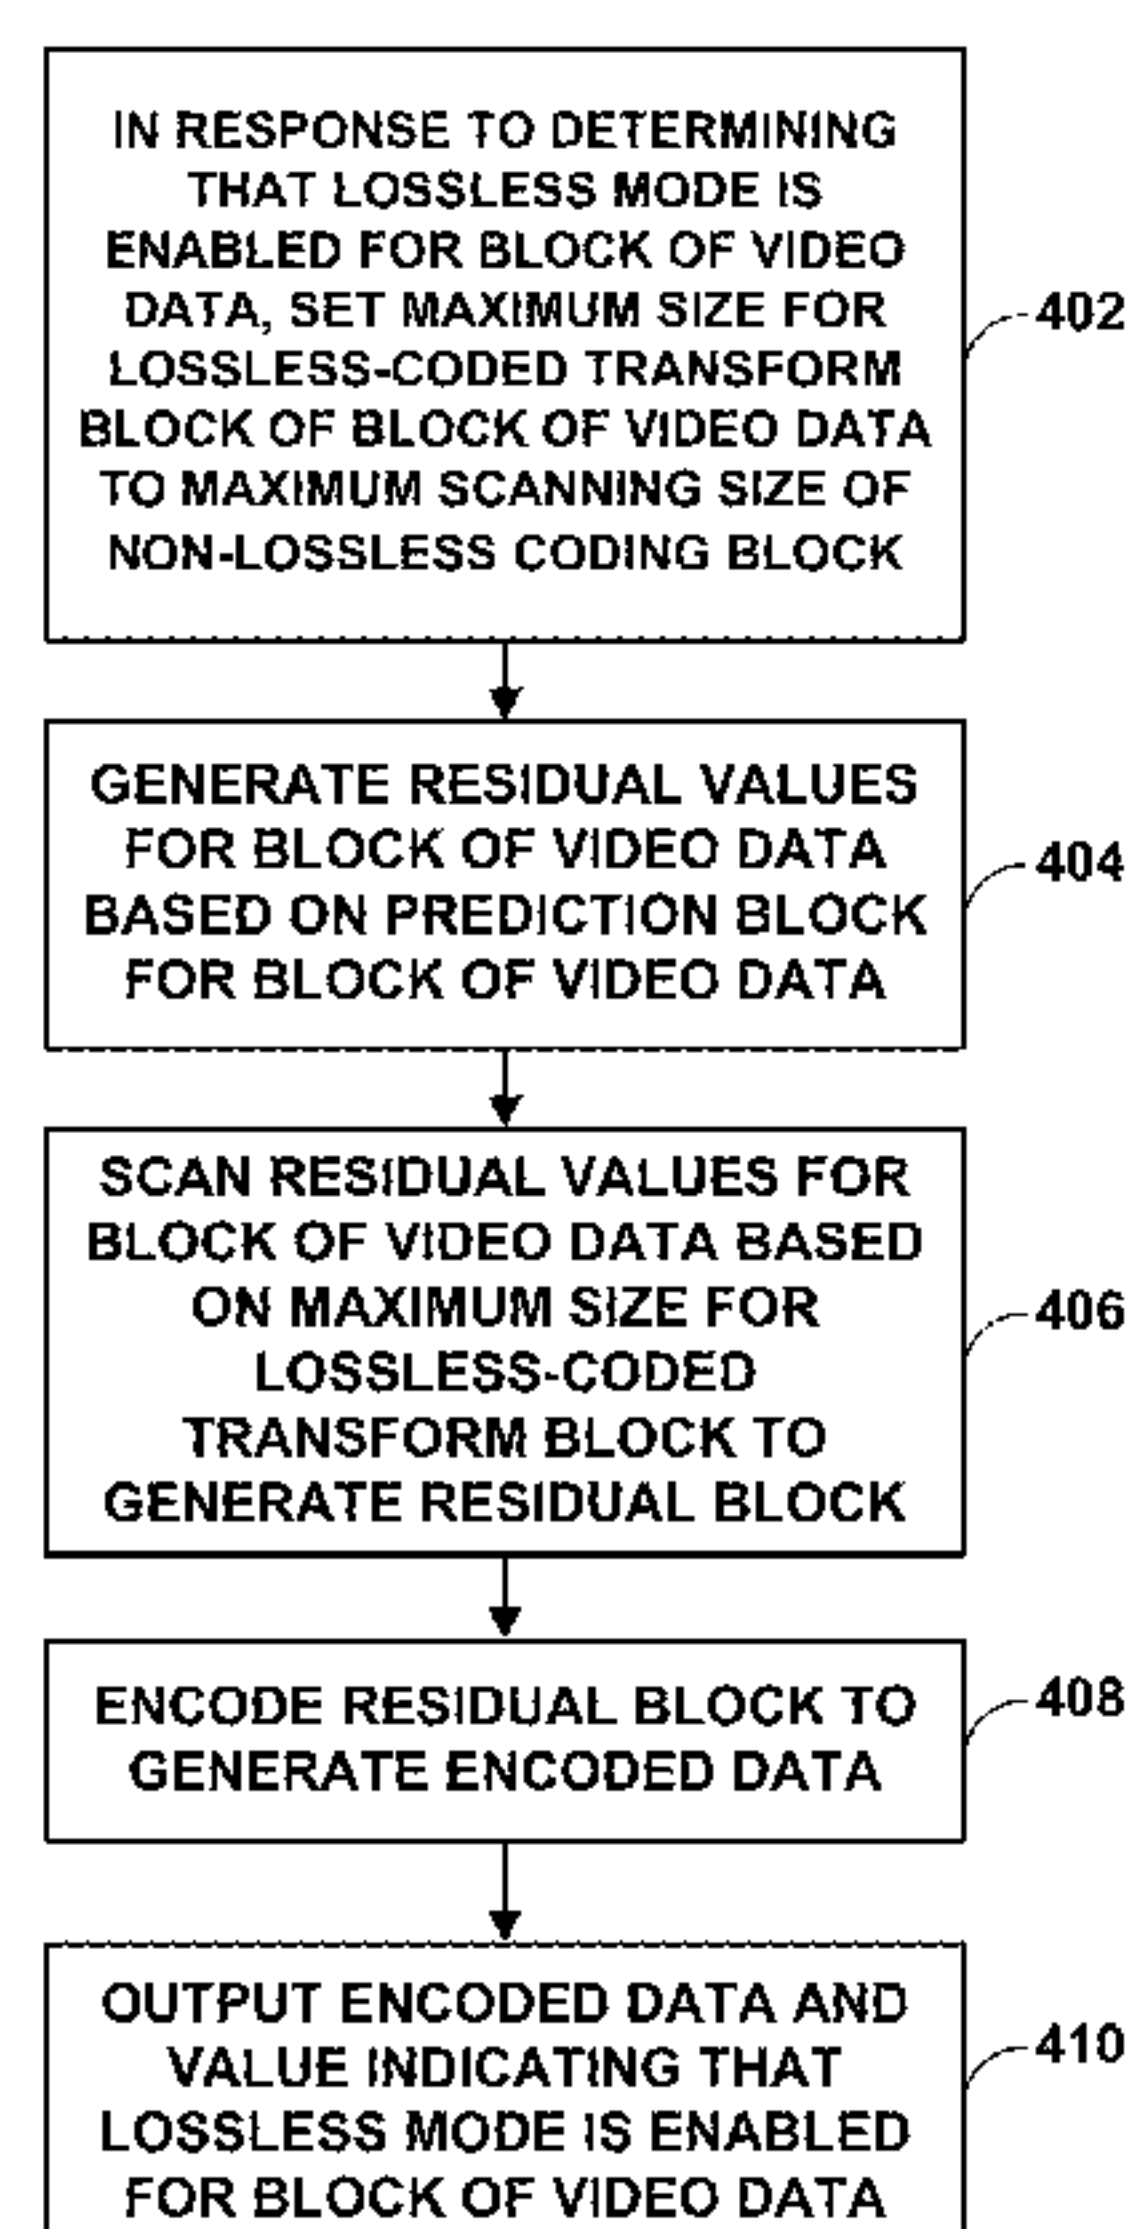 IN RESPONSE TO DETERMINING
THAT LOSSLESS MODE IS
ENABLED FOR BLOCK OF VIDEO
DATA, SET MAXIMUM SIZE FOR
LOSSLESS-CODED TRANSFORM
BLOCK OF BLOCK OF VIDEO DATA
TO MAXIMUM SCANNING SIZE OF
NON-LOSSLESS CODING BLOCK
402
GENERATE RESIDUAL VALUES
FOR BLOCK OF VIDEO DATA
BASED ON PREDICTION BLOCK
FOR BLOCK OF VIDEO DATA
404
SCAN RESIDUAL VALUES FOR
BLOCK OF VIDEO DATA BASED
ON MAXIMUM SIZE FOR
LOSSLESS-CODED
TRANSFORM BLOCK TO
GENERATE RESIDUAL BLOCK
406
ENCODE RESIDUAL BLOCK TO
GENERATE ENCODED DATA
408
OUTPUT ENCODED DATA AND
VALUE INDICATING THAT
LOSSLESS MODE IS ENABLED
FOR BLOCK OF VIDEO DATA
410